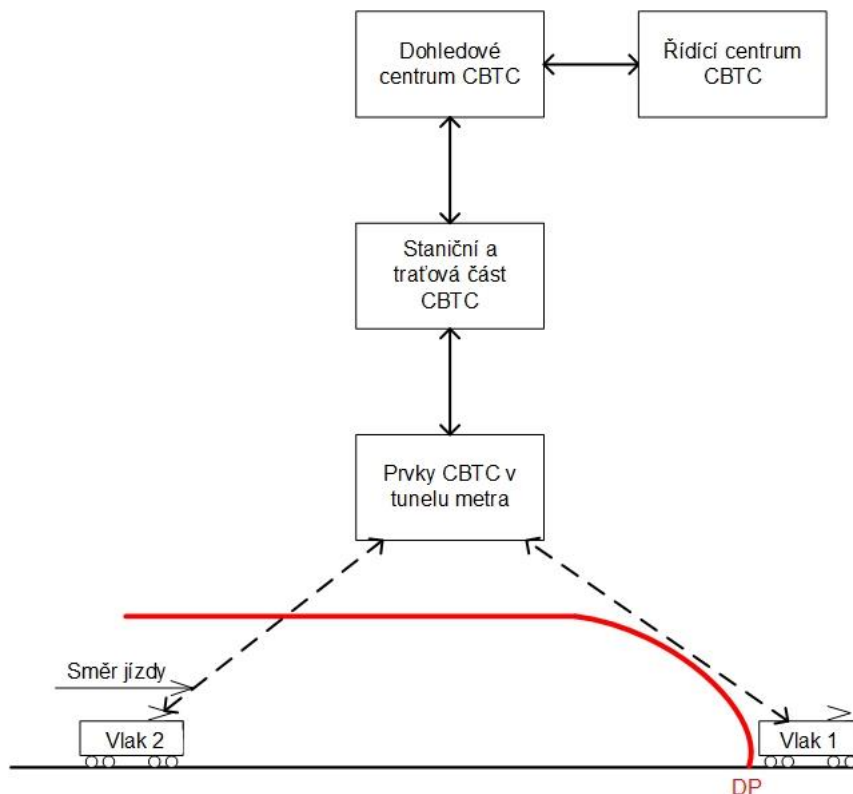 Dohledové
centrum CBTC
Řídící centrum
CBTC
Staniční a
traťová část
CBTC
Prvky CBTC v
tunelu metra
Směr jízdy
Vlak 2
Vlak 1
DP